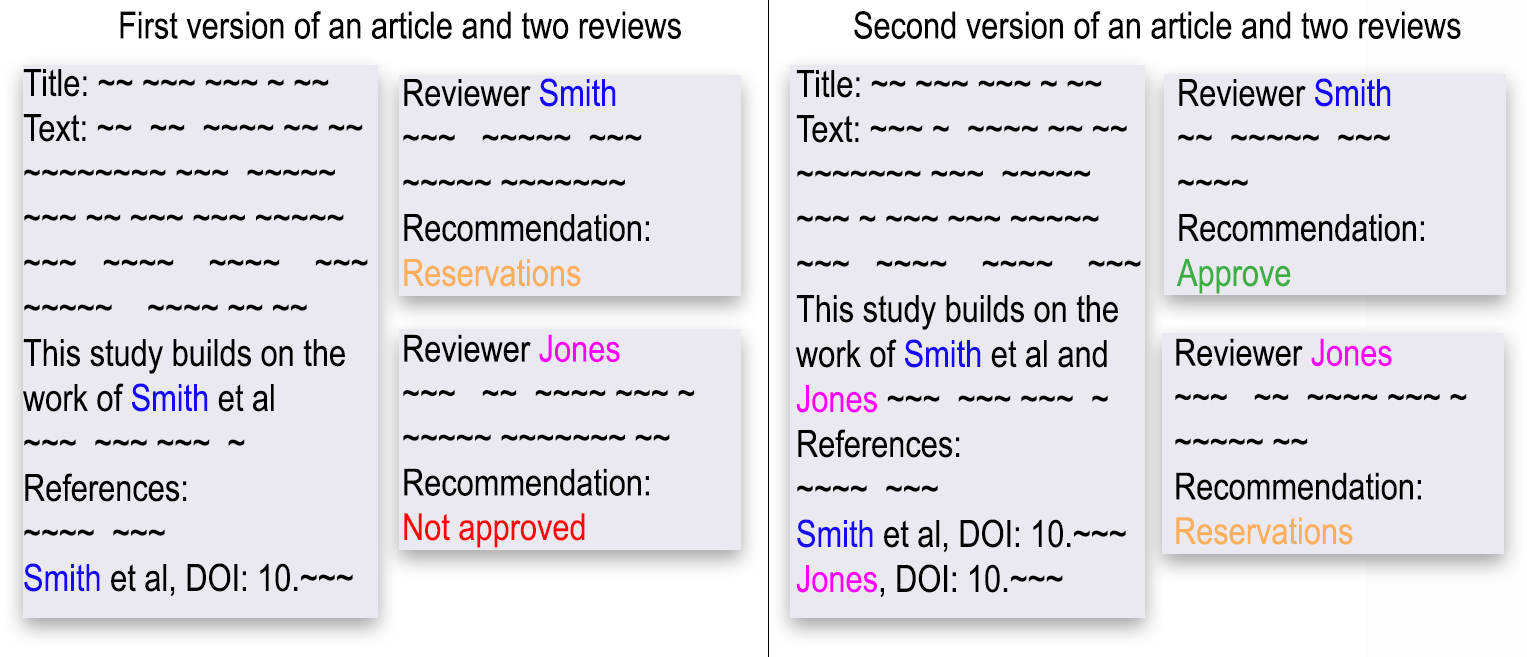 First version of an article and two reviews
Title: ~~ ~~~ ~~~ ~ ~~
Text: ~~ ~~ ~~~~ ~~ ~~
~~~~~~~~ ~~~ ~~~~~
~~~ ~~ ~~~ ~~~ ~~~~~
~~~ ~~~~ ~~~~ ~~~
~~~~~ ~~~~ ~~ ~~
This study builds on the
work of Smith et al
~~~ ~~~ ~~~ ~
References:
~~~~ ~~~
Smith et al, DOI: 10.~~~
Reviewer Smith
~~~ ~~~~~ ~~~
~~~~~ ~~~~~~~
Recommendation:
Reservations
Reviewer Jones
~~~ ~~ ~~~~ ~~~ ~
~~~~~ ~~~~~~~ ~~
Recommendation:
Not approved
Second version of an article and two reviews
Title: ~~ ~~~ ~~~ ~ ~~
Text: ~~~ ~ ~~~~ ~~ ~~
~~~~~~~ ~~~ ~~~~~
~~~ ~ ~~~ ~~~ ~~~~~
~~~ ~~~~ ~~~~ ~~~
This study builds on the
work of Smith et al and
Jones ~~~ ~~~ ~~~ ~
References:
~~~~ ~~~
Smith et al, DOI: 10.~~~
Jones, DOI: 10.~~~
Reviewer Smith
~~ ~~~~~ ~~~
~~~~
Recommendation:
Approve
Reviewer Jones
~~~ ~~ ~~~~ ~~~ ~
~~~~~ ~~
Recommendation:
Reservations